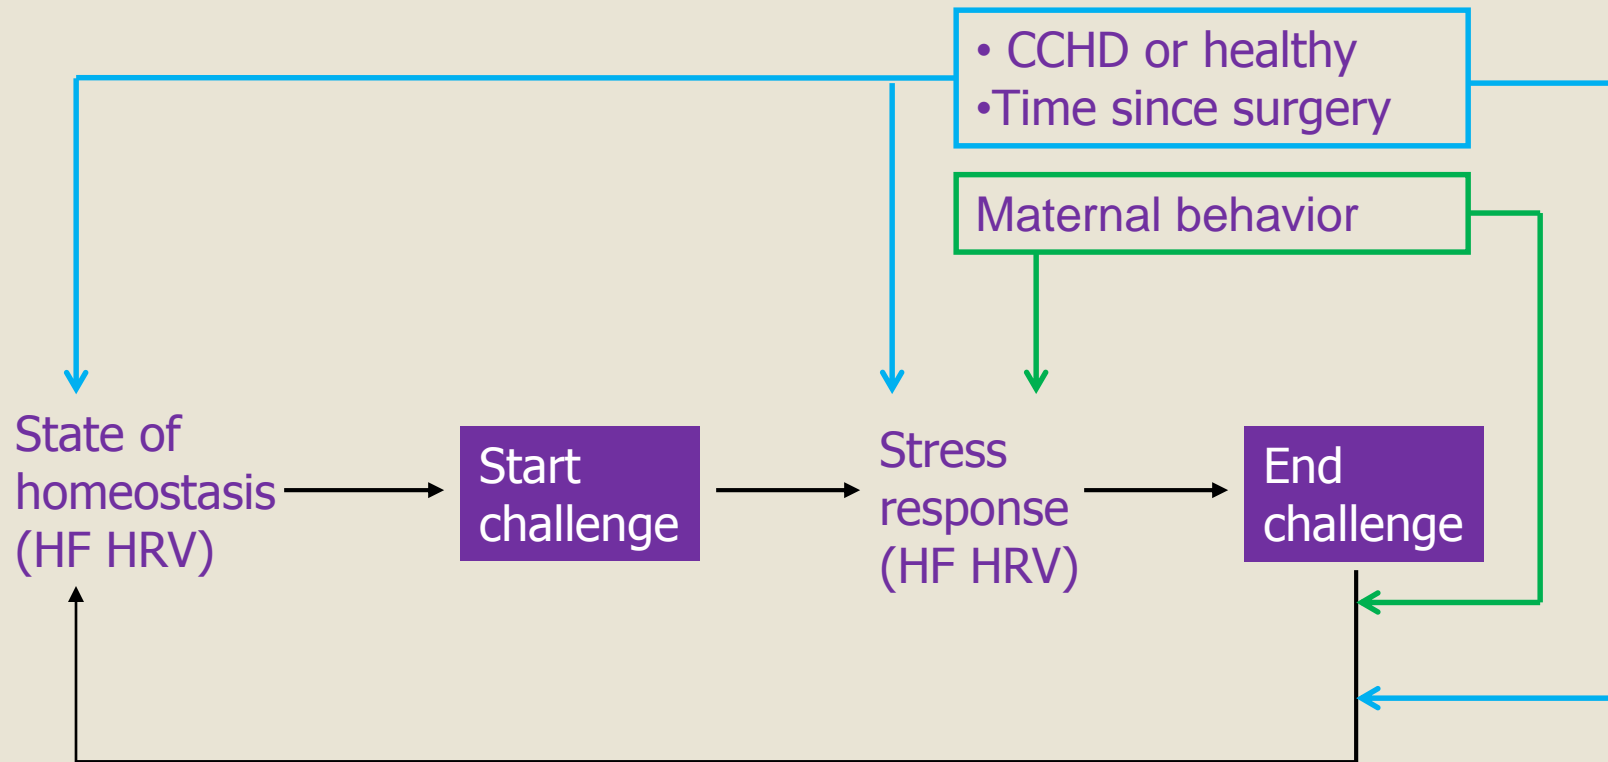 • CCHD or healthy
•Time since surgery
Maternal behavior
State of
homeostasis
(HF HRV)
Start
challenge
Stress
response
(HF HRV)
End
challenge